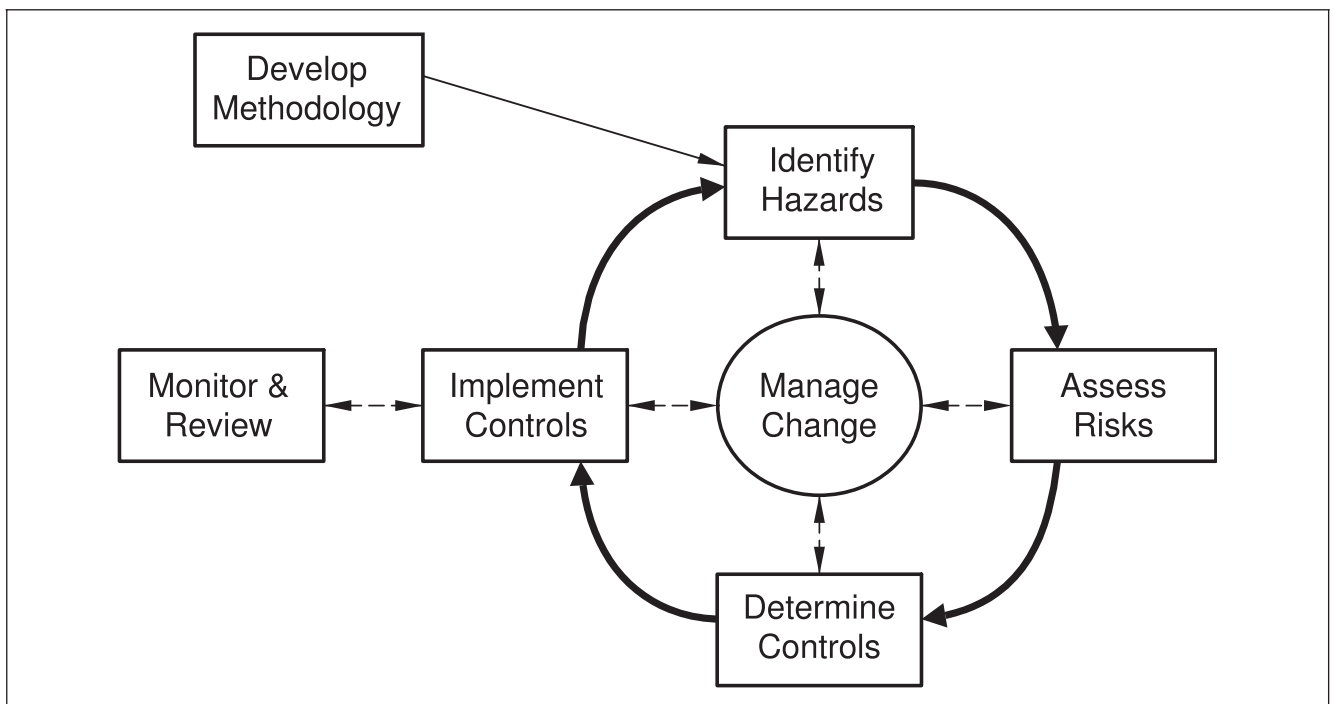 Develop
Methodology
Identify
Hazards
Monitor &
Review
Implement
Controls
Manage
Change
Assess
Risks
Determine
Controls